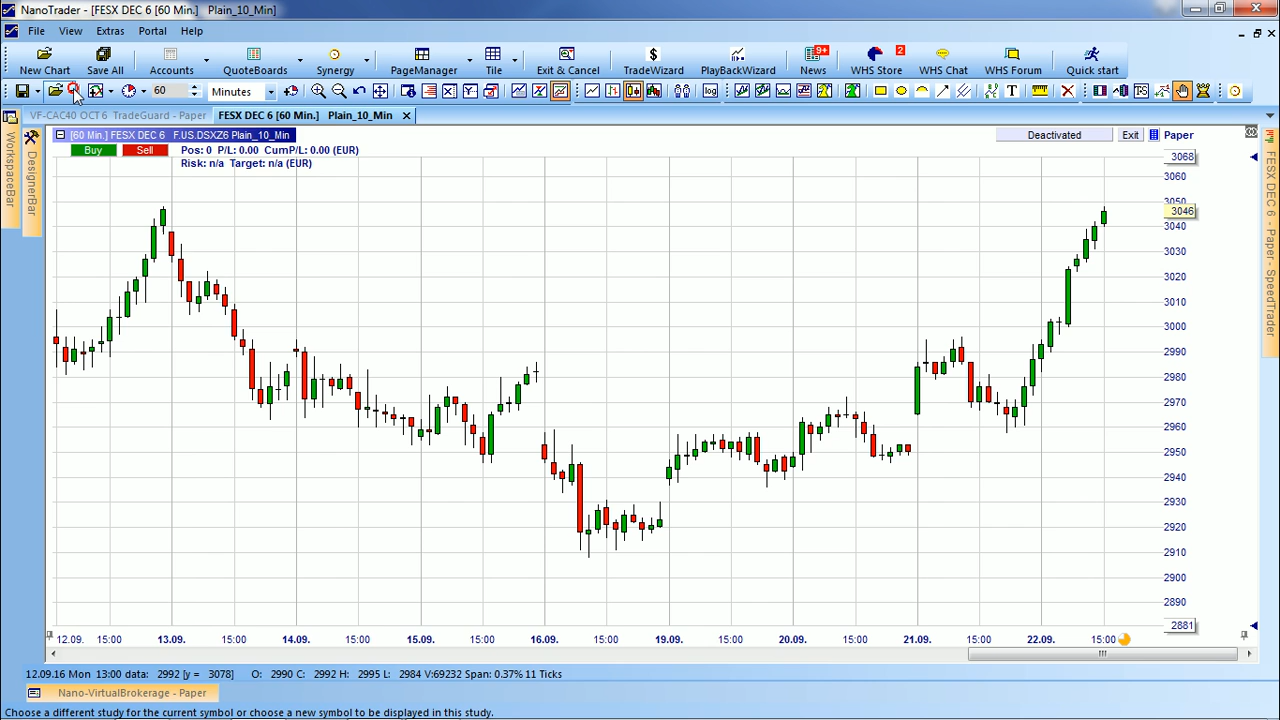 NanoTrader - [FESX DEC 6 [60 Min.]   Plain_10_Min]
File View Extras Portal Help
9+ 2
New Chart Save All Accounts QuoteBoards Synergy PageManager Tile Exit & Cancel TradeWizard PlayBackWizard News WHS Store WHS Chat WHS Forum Quick start
60 Minutes
VF-CAC40 OCT 6 TradeGuard - Paper FESX DEC 6 [60 Min.] Plain_10_Min
[60 Min.] FESX DEC 6 F.US.DSXZ6 Plain_10_Min Deactivated Exit Paper
Buy Sell Pos: 0 P/L: 0.00 CumP/L: 0.00 (EUR)
Risk: n/a Target: n/a (EUR)
WorkspaceBar
DesignerBar
FESX DEC 6 - Paper - SpeedTrader
3068
3060
3050
3046
3040
3030
3020
3010
3000
2990
2980
2970
2960
2950
2940
2930
2920
2910
2900
2890
2881
12.09. 15:00 13.09. 15:00 14.09. 15:00 15.09. 15:00 16.09. 15:00 19.09. 15:00 20.09. 15:00 21.09. 15:00 22.09. 15:00
12.09.16 Mon 13:00 data: 2992 [y = 3078] O: 2990 C: 2992 H: 2995 L: 2984 V:69232 Span: 0.37% 11 Ticks
Nano-VirtualBrokerage - Paper
Choose a different study for the current symbol or choose a new symbol to be displayed in this study.